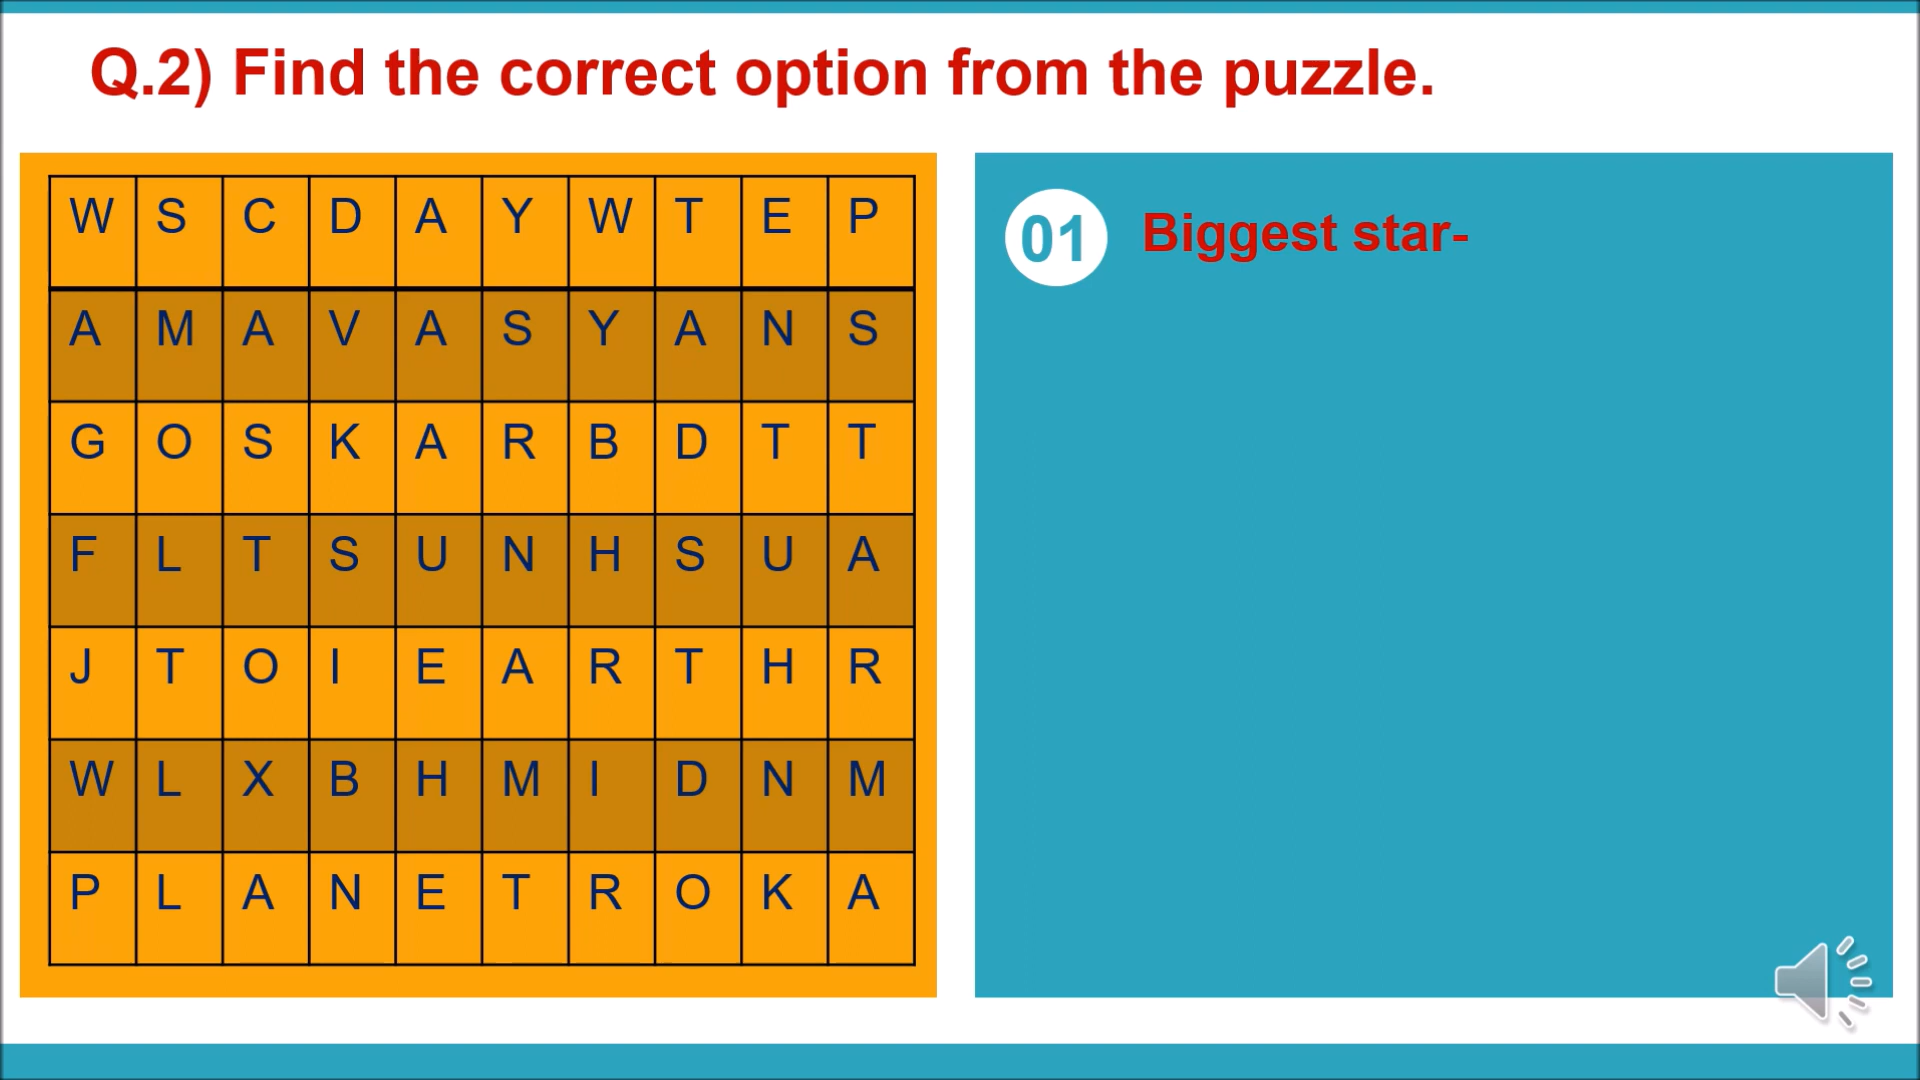 Q.2) Find the correct option from the puzzle.
W S C D A Y W T E P
A M A V A S Y A N S
G O S K A R B D T T
F L T S U N H S U A
J T O I E A R T H R
W L X B H M I D N M
P L A N E T R O K A
01 Biggest star-